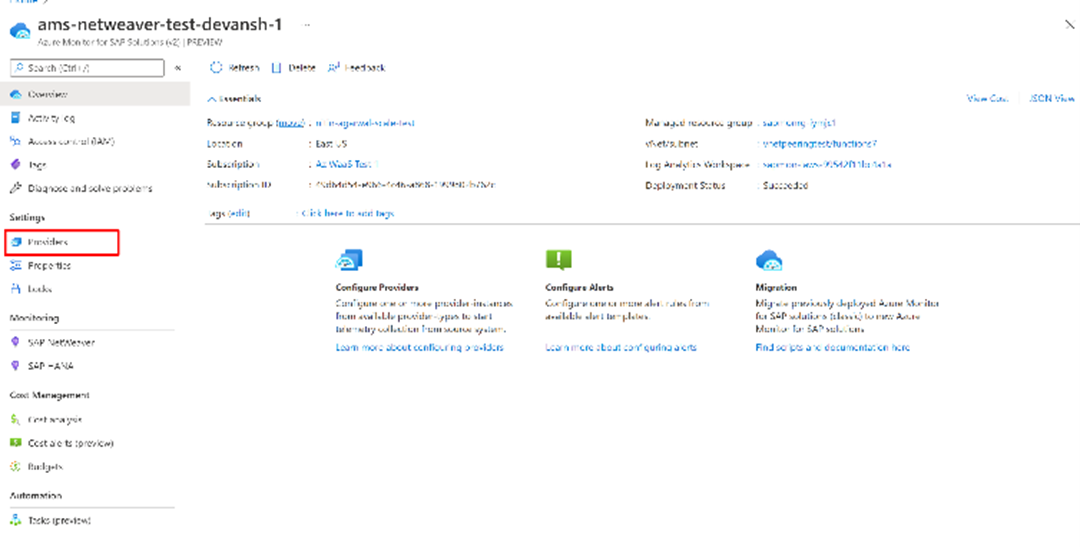 ams-netweaver-test-devansh-1 ...
Azure Monitor for SAP Solutions (v2) | PREVIEW
Search (Ctrl+/)
«
Refresh Delete Feedback
Overview
Activity log
Access control (IAM)
Tags
Diagnose and solve problems
Settings
Providers
Properties
Locks
Monitoring
SAP NetWeaver
SAP HANA
Cost Management
Cost analysis
Cost alerts (preview)
Budgets
Automation
Tasks (preview)
Essentials
View Cost | JSON View
Resource group (move) :
Location : East US
Subscription :
Subscription ID :
Tags (edit) : Click here to add tags
Managed resource group :
vNet/subnet : vnetpeeringtest/functions7
Log Analytics Workspace :
Deployment Status : Succeeded
Configure Providers
Configure one or more provider-instances
from available provider-types to start
telemetry collection from source system.
Learn more about configuring providers
Configure Alerts
Configure one or more alert rules from
available alert templates.
Learn more about configuring alerts
Migration
Migrate previously deployed Azure Monitor
for SAP solutions (classic) to new Azure
Monitor for SAP solutions
Find scripts and documentation here